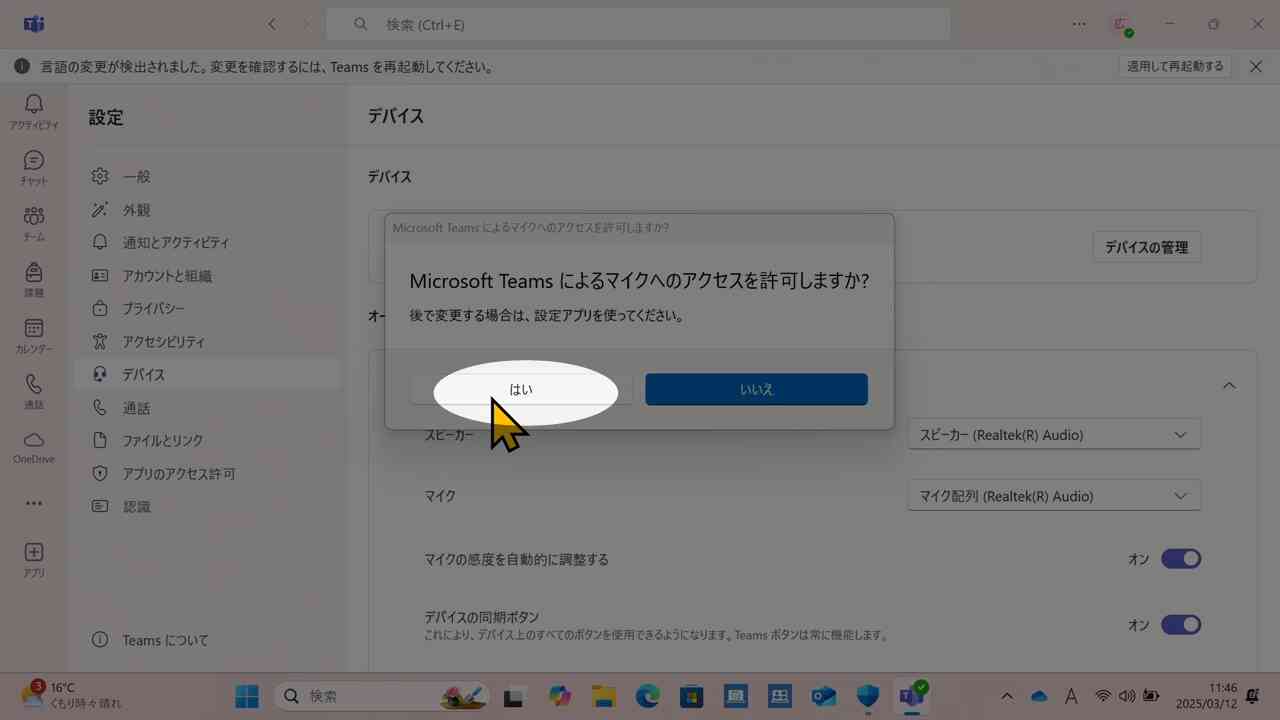 検索 (Ctrl+E)
言語の変更が検出されました。変更を確認するには、Teams を再起動してください。
適用して再起動する
アクティビティ
チャット
チーム
課題
カレンダー
通話
OneDrive
アプリ
設定
一般
外観
通知とアクティビティ
アカウントと組織
プライバシー
アクセシビリティ
デバイス
通話
ファイルとリンク
アプリのアクセス許可
認識
Teams について
デバイス
デバイス
デバイスの管理
オー
Microsoft Teams によるマイクへのアクセスを許可しますか?
Microsoft Teams によるマイクへのアクセスを許可しますか?
後で変更する場合は、設定アプリを使ってください。
はい
いいえ
スピーカー
スピーカー (Realtek(R) Audio)
マイク
マイク配列 (Realtek(R) Audio)
マイクの感度を自動的に調整する
オン
デバイスの同期ボタン
これにより、デバイス上のすべてのボタンを使用できるようになります。Teams ボタンは常に機能します。
オン
3
16°C
くもり時々晴れ
検索
A
11:46
2025/03/12